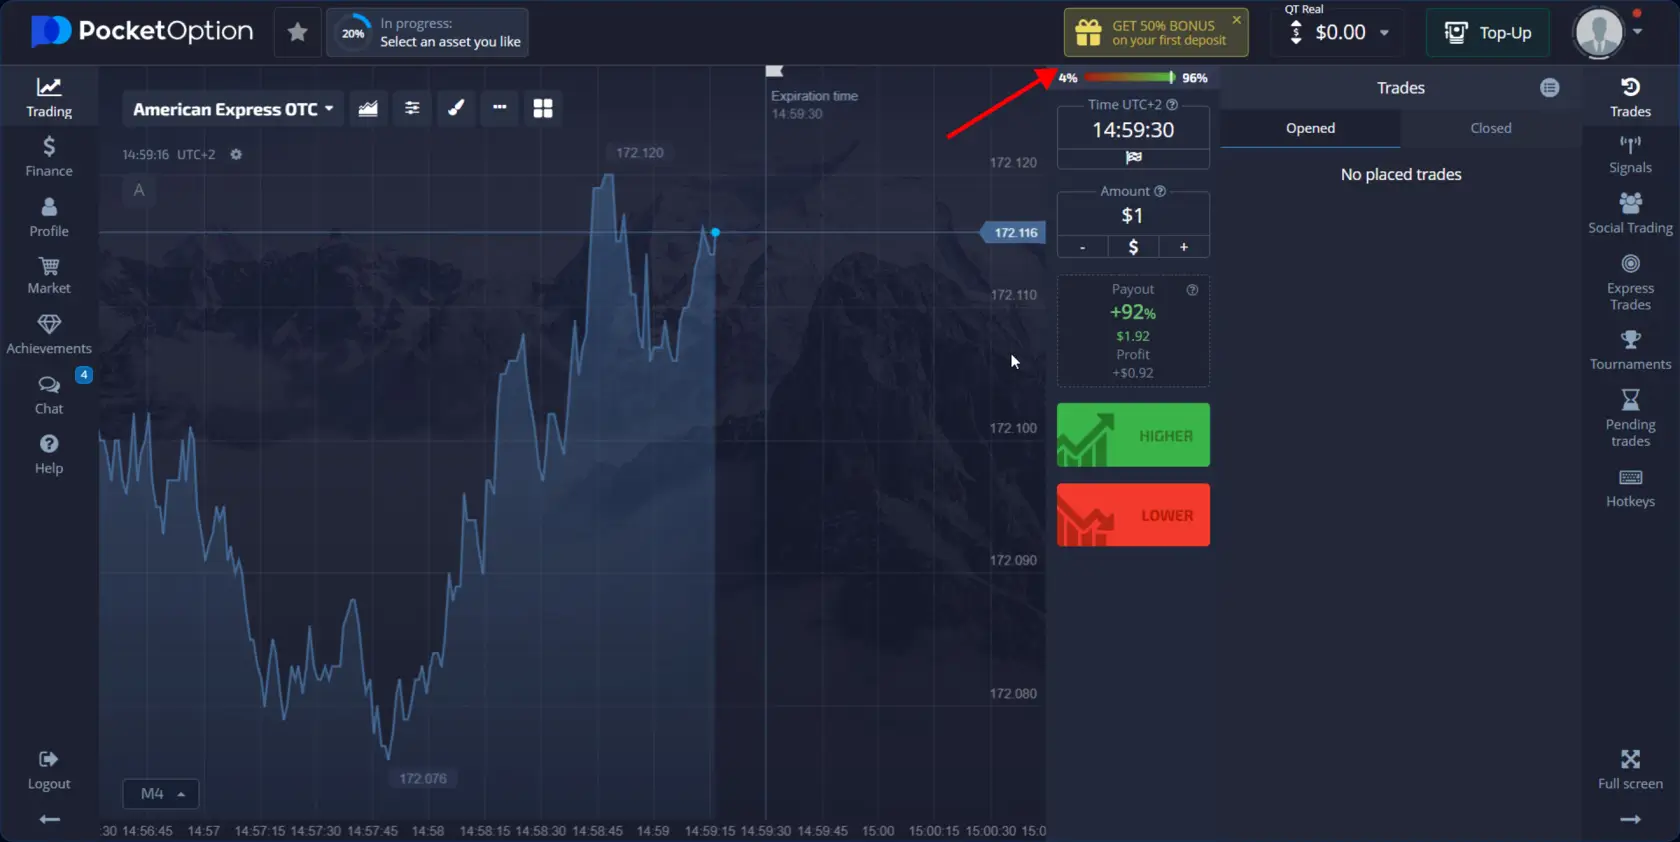 PocketOption
20%
In progress:
Select an asset you like
GET 50% BONUS
on your first deposit
QT Real
$0.00
Top-Up
Trading
Finance
Profile
Market
Achievements
4
Chat
Help
Logout
American Express OTC
14:59:16 UTC+2
A
172.120
172.076
Expiration time
14:59:30
172.120
172.116
172.110
172.100
172.090
172.080
M4
:30 14:56:45 14:57 14:57:15 14:57:30 14:57:45 14:58 14:58:15 14:58:30 14:58:45 14:59 14:59:15 14:59:30 14:59:45 15:00 15:00:15 15:00:30 15:0
4%
96%
Time UTC+2
14:59:30
Amount
$1
- $ +
Payout
+92%
$1.92
Profit
+$0.92
HIGHER
LOWER
Trades
Opened
Closed
No placed trades
Trades
Signals
Social Trading
Express
Trades
Tournaments
Pending
trades
Hotkeys
Full screen